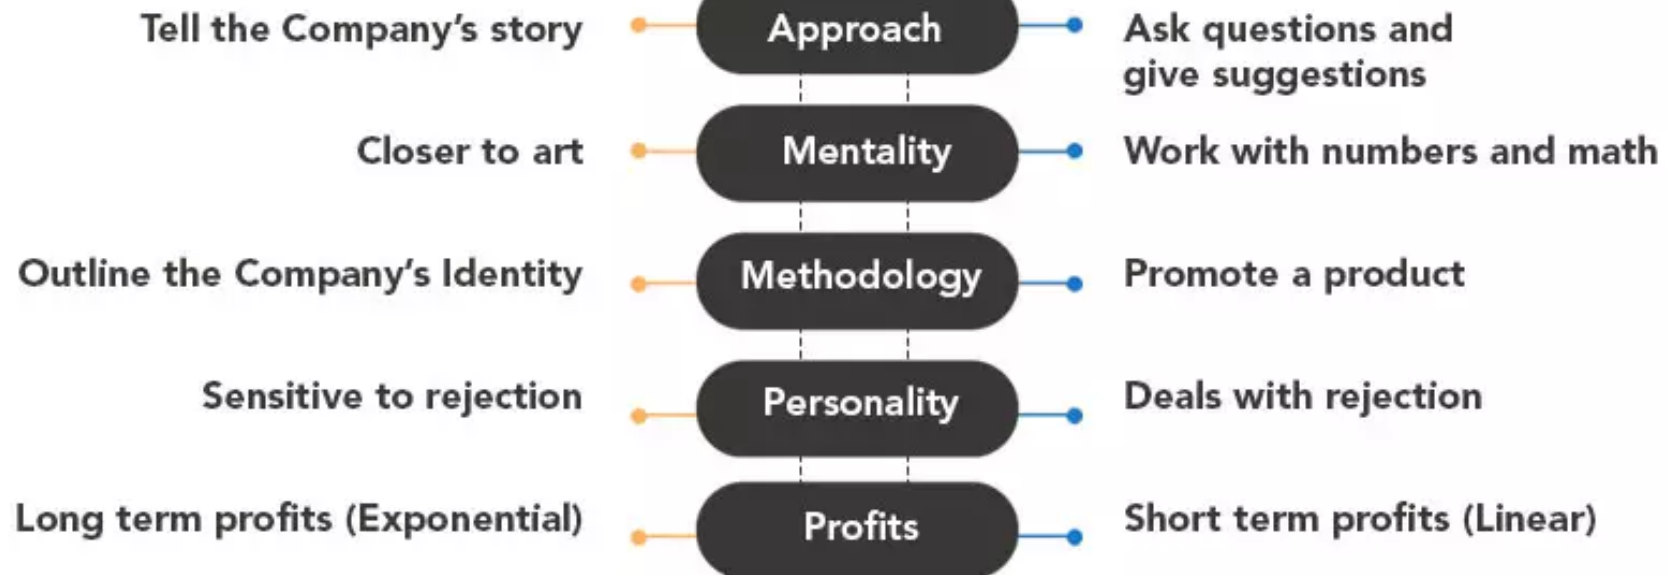 Tell the Company's story
Approach
Ask questions and
give suggestions
Closer to art
Mentality
Work with numbers and math
Outline the Company's Identity
Methodology
Promote a product
Sensitive to rejection
Personality
Deals with rejection
Long term profits (Exponential)
Profits
Short term profits (Linear)